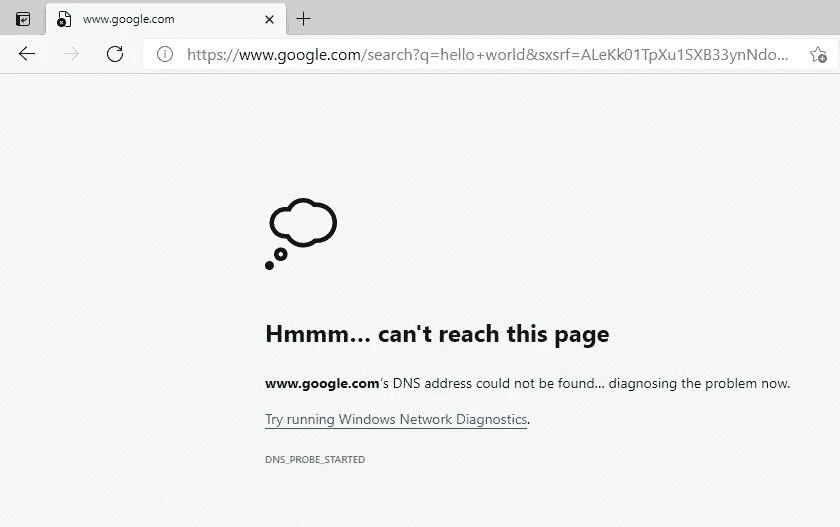 www.google.com
https://www.google.com/search?q=hello+world&sxsrf=ALeKk01TpXu1SXB33ynNdo...
Hmmm... can't reach this page
www.google.com's DNS address could not be found... diagnosing the problem now.
Try running Windows Network Diagnostics.
DNS_PROBE_STARTED